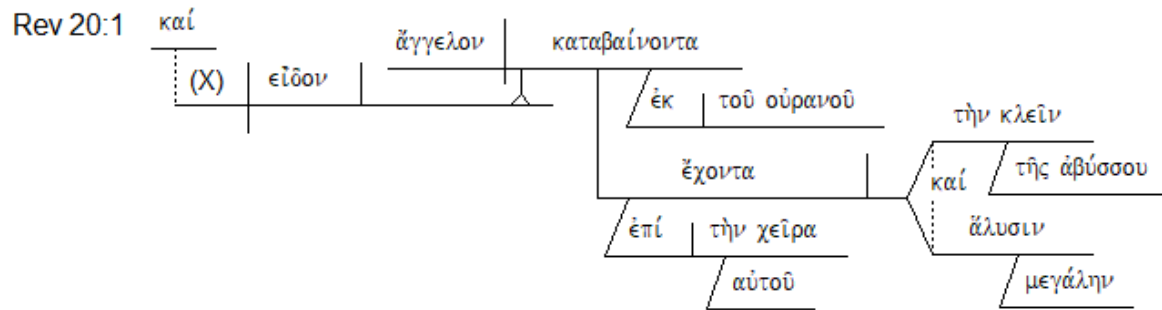 Rev 20:1 καί
ἄγγελον καταβαίνοντα
(X) εἶδον
ἐκ τοῦ οὐρανοῦ
τὴν κλεῖν
ἔχοντα καί τῆς ἀβύσσου
ἐπί τὴν χεῖρα ἅλυσιν
αὐτοῦ μεγάλην